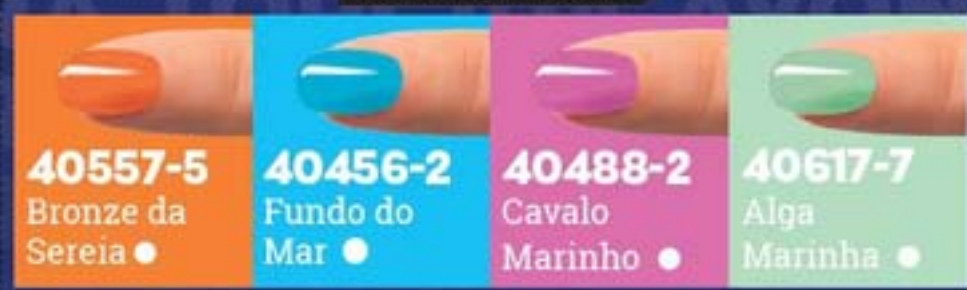 40557-5
Bronze da
Sereia
40456-2
Fundo do
Mar
40488-2
Cavalo
Marinho
40617-7
Alga
Marinha